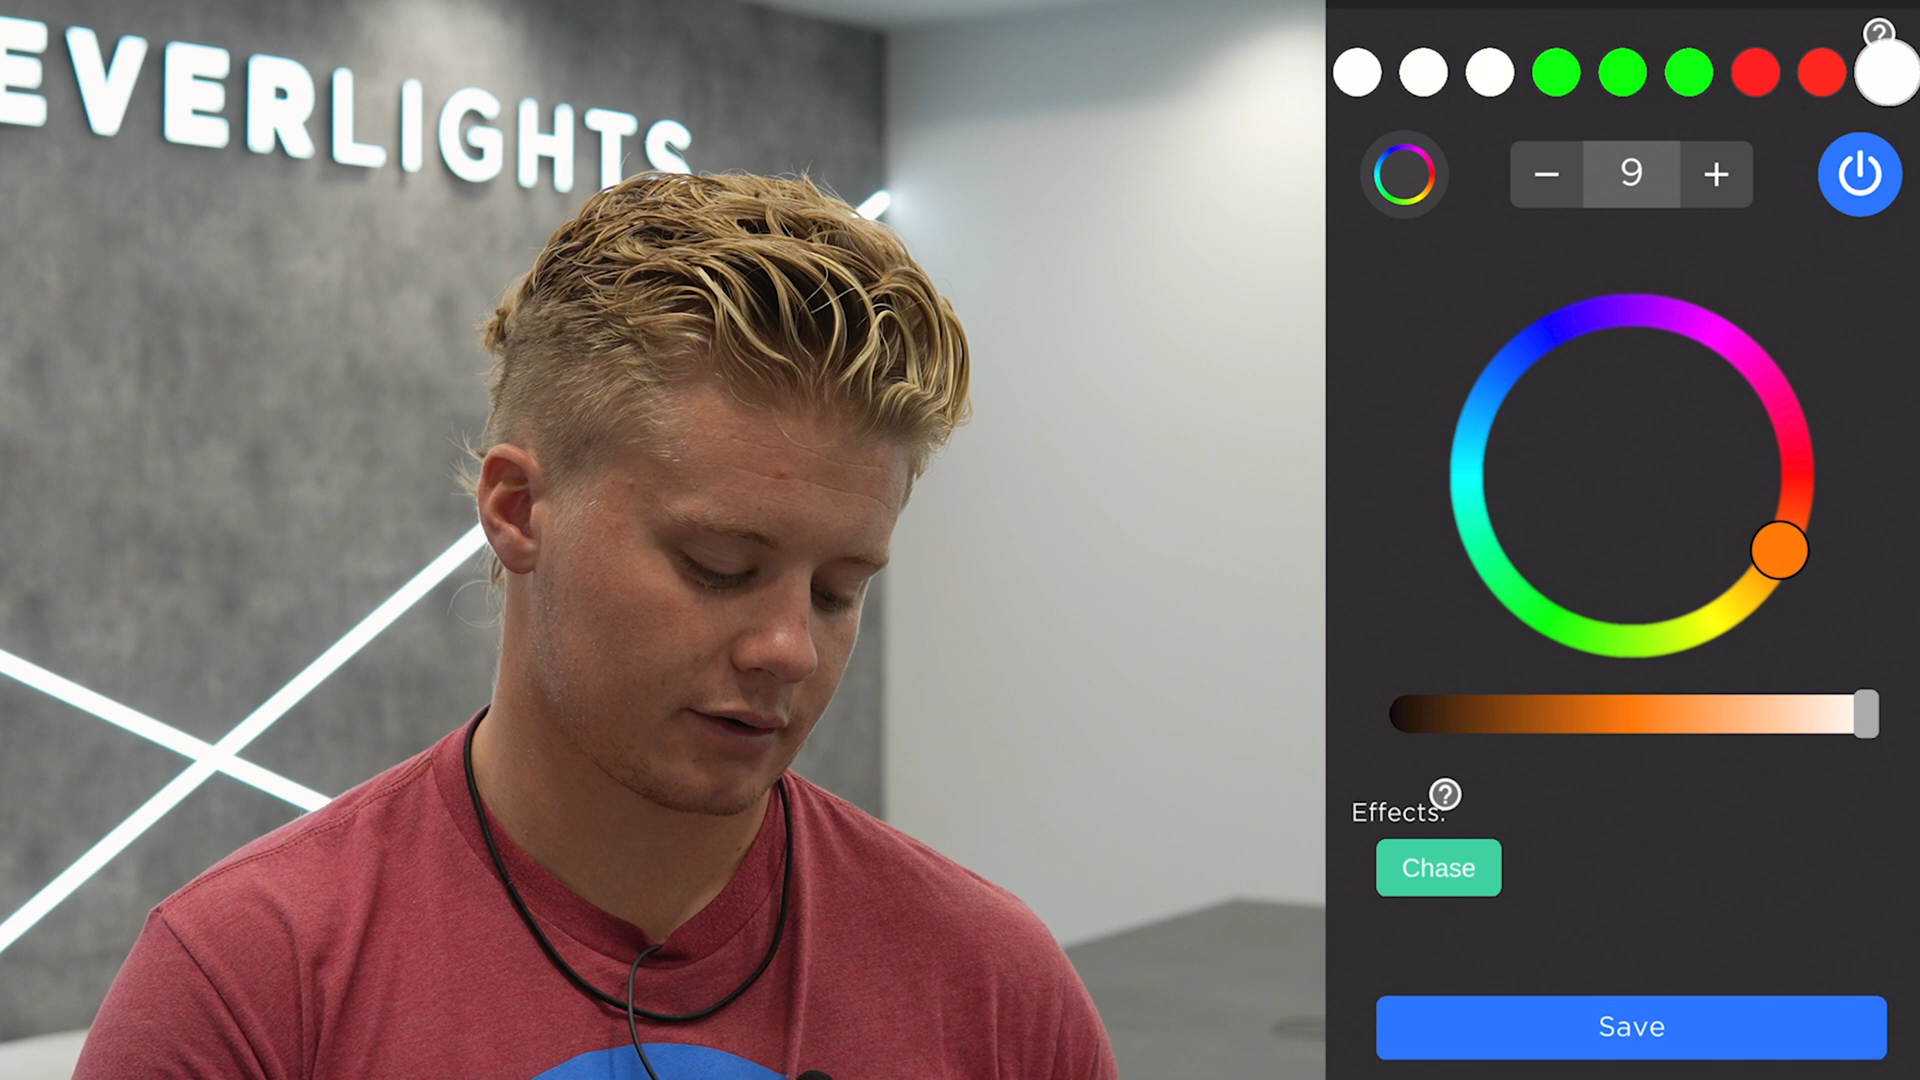 EVERLIGHTS
?
− 9 +
Effects:
?
Chase
Save